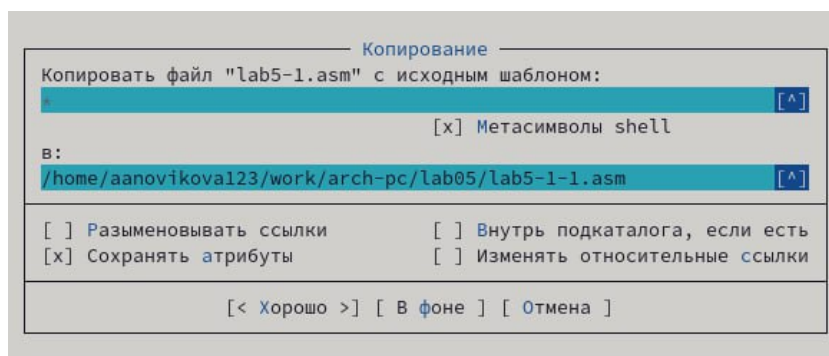 Копирование
Копировать файл "lab5-1.asm" с исходным шаблоном:
* [^]
[x] Метасимволы shell
в:
/home/aanovikova123/work/arch-pc/lab05/lab5-1-1.asm [^]
[ ] Разыменовывать ссылки [ ] Внутрь подкаталога, если есть
[x] Сохранять атрибуты [ ] Изменять относительные ссылки
[< Хорошо >] [ В фоне ] [ Отмена ]